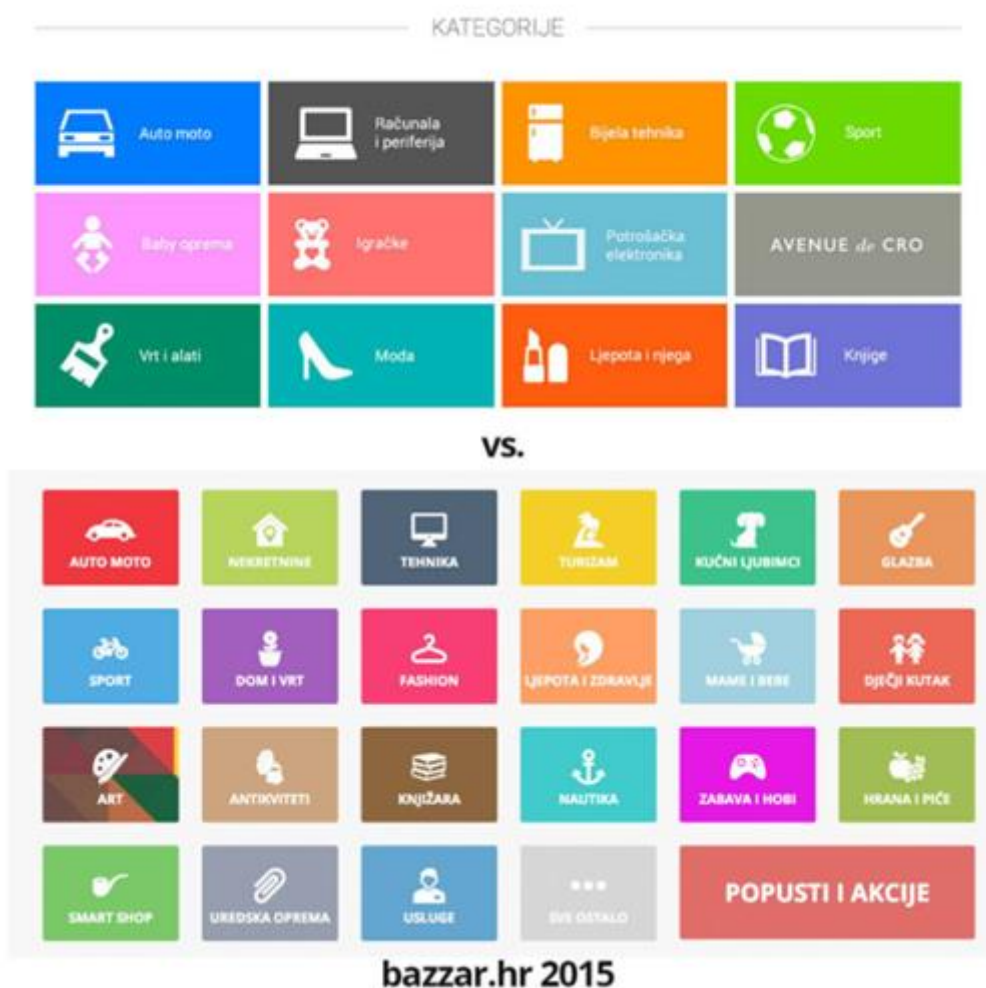 KATEGORIJE
Auto moto
Računala
i periferija
Bijela tehnika
Sport
Baby oprema
Igračke
Potrošačka
elektronika
AVENUE de CRO
Vrt i alati
Moda
Ljepota i njega
Knjige
vs.
AUTO MOTO
NEKRETNINE
TEHNIKA
TURIZAM
KUĆNI LJUBIMCI
GLAZBA
SPORT
DOM I VRT
FASHION
LJEPOTA I ZDRAVLJE
MAME I BEBE
DJEČJI KUTAK
ART
ANTIKVITETI
KNJIŽARA
NAUTIKA
ZABAVA I HOBI
HRANA I PIĆE
SMART SHOP
UREDSKA OPREMA
USLUGE
SVE OSTALO
POPUSTI I AKCIJE
bazzar.hr 2015